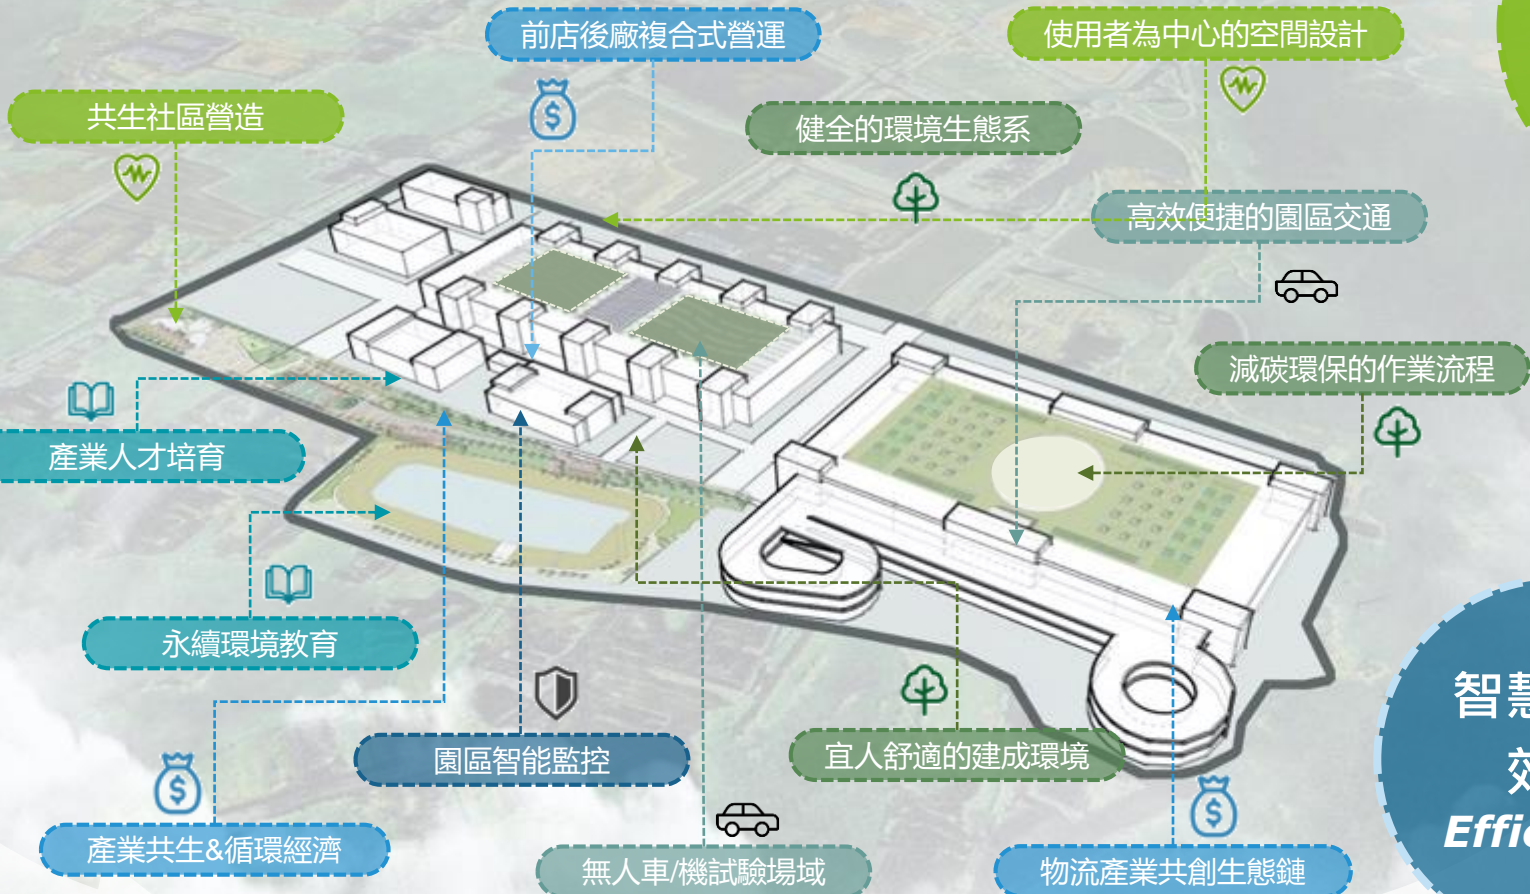 前店後廠複合式營運
使用者為中心的空間設計
共生社區營造
健全的環境生態系
高效便捷的園區交通
減碳環保的作業流程
產業人才培育
永續環境教育
園區智能監控
宜人舒適的建成環境
產業共生&循環經濟
無人車/機試驗場域
物流產業共創生態鏈
智慧
效
Effic